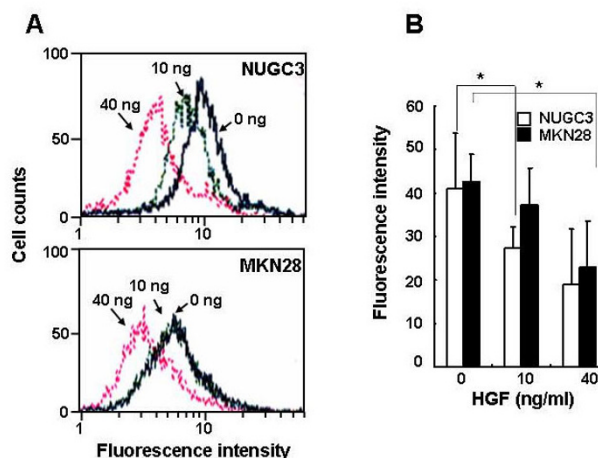 A
B
100
NUGC3
10 ng
40 ng
0 ng
50
0
1
10
Cell counts
100
MKN28
10 ng
40 ng
0 ng
50
0
1
10
Fluorescence intensity
*
*
NUGC3
MKN28
60
50
40
30
20
10
0
Fluorescence intensity
0
10
40
HGF (ng/ml)